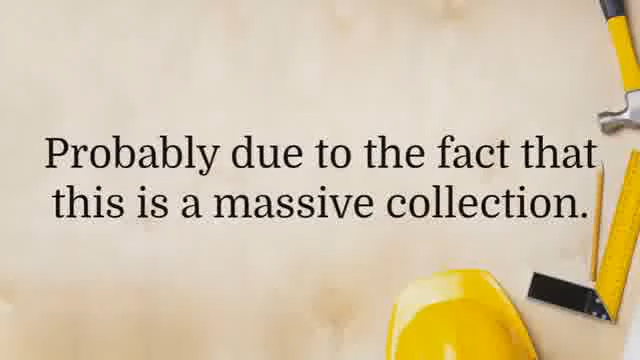 Probably due to the fact that
this is a massive collection.